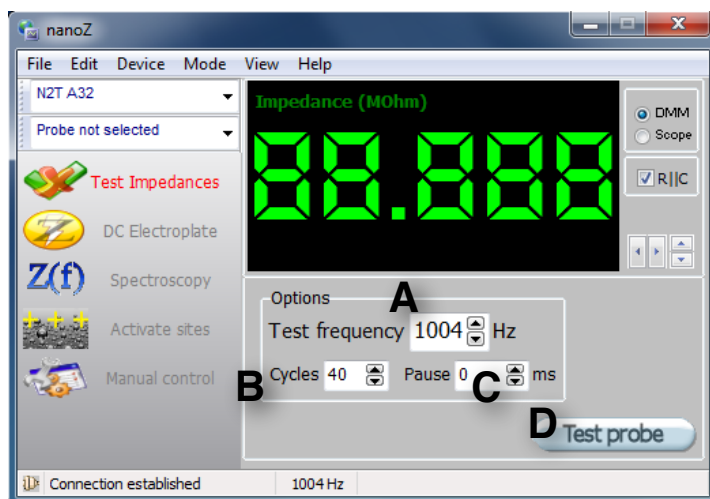 nanoZ
File Edit Device Mode View Help
N2T A32
Probe not selected
Impedance (MOhm)
88.888
DMM
Scope
R||C
Test Impedances
DC Electroplate
Z(f) Spectroscopy
Activate sites
Manual control
A
Options
Test frequency 1004 Hz
B Cycles 40 Pause 0 C ms
D Test probe
Connection established 1004 Hz